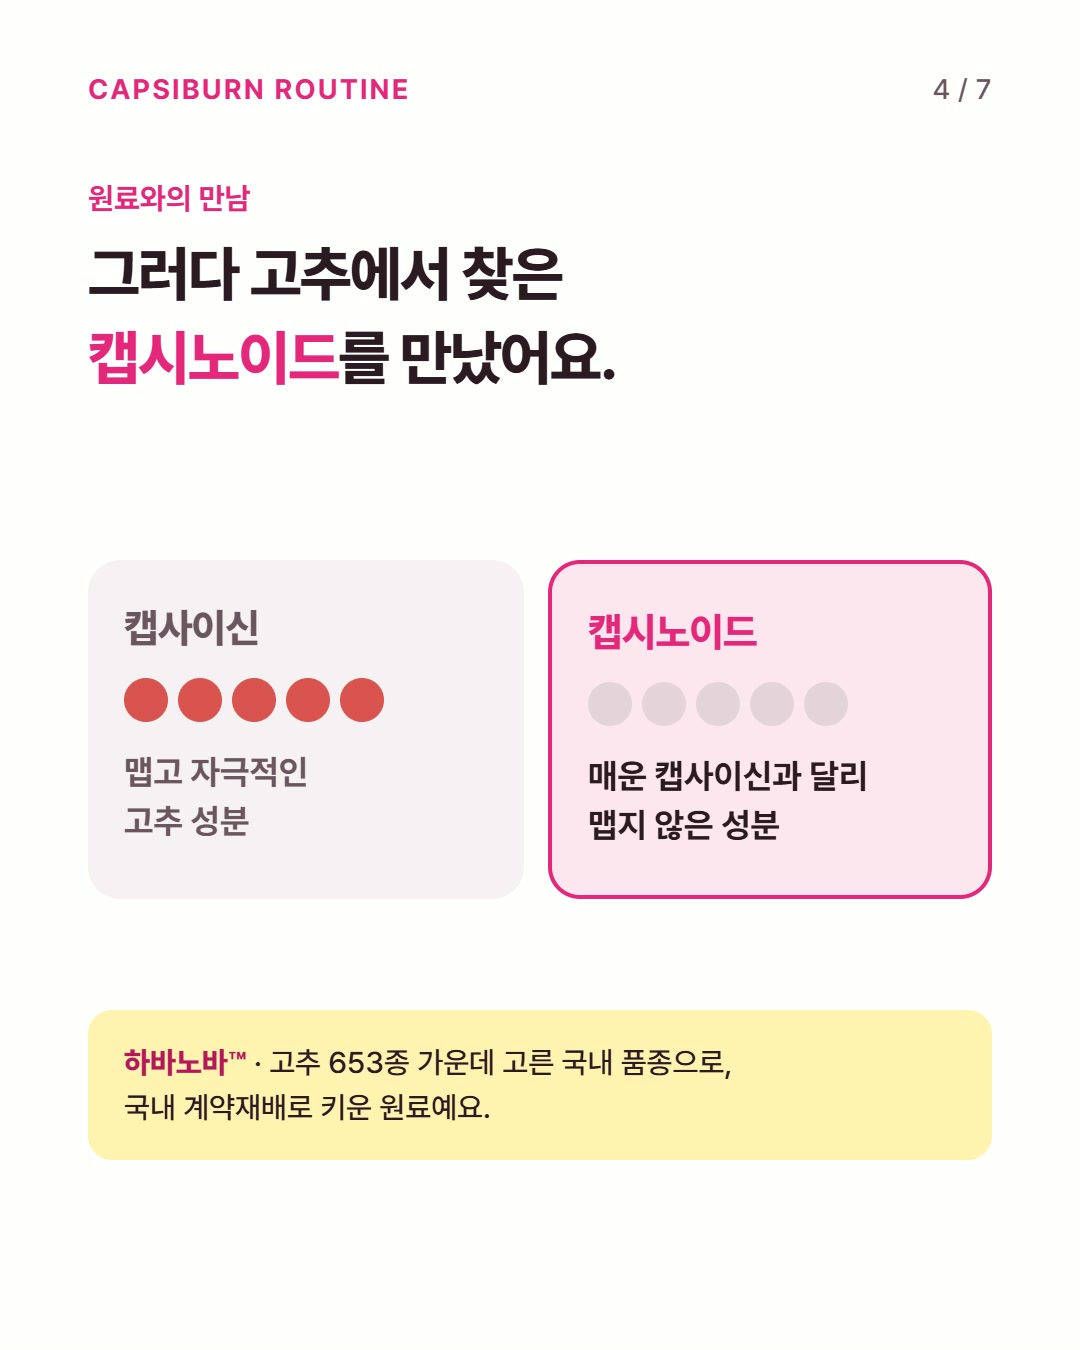 CAPSIBURN ROUTINE
4 / 7
원료와의 만남
그러다 고추에서 찾은
캡시노이드를 만났어요.
캡사이신
맵고 자극적인
고추 성분
캡시노이드
매운 캡사이신과 달리
맵지 않은 성분
하바노바™ · 고추 653종 가운데 고른 국내 품종으로,
국내 계약재배로 키운 원료예요.